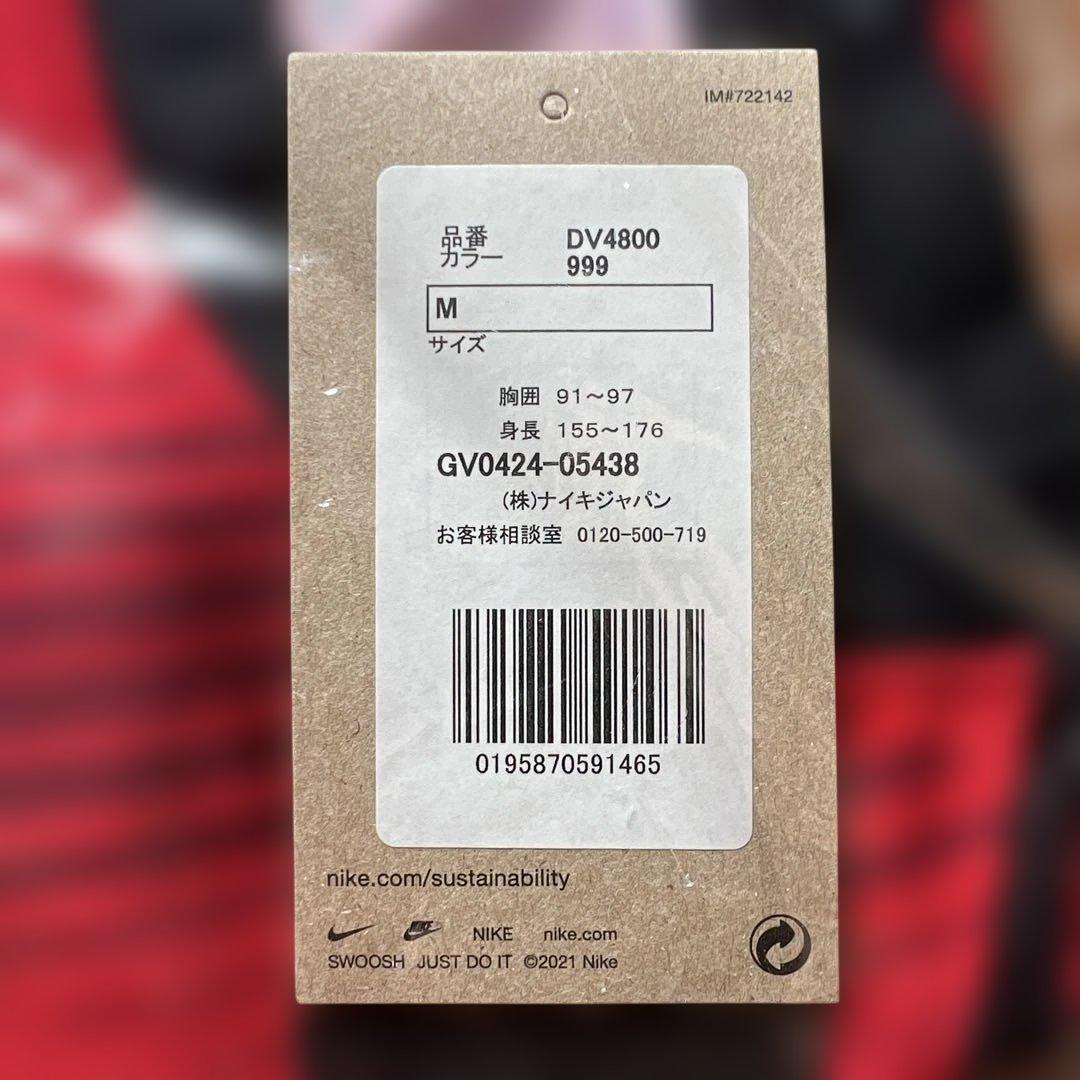 IM#722142
品番 DV4800
カラー 999
M
サイズ
胸囲 91～97
身長 155～176
GV0424-05438
(株)ナイキジャパン
お客様相談室 0120-500-719
0195870591465
nike.com/sustainability
NIKE nike.com
SWOOSH JUST DO IT ©2021 Nike